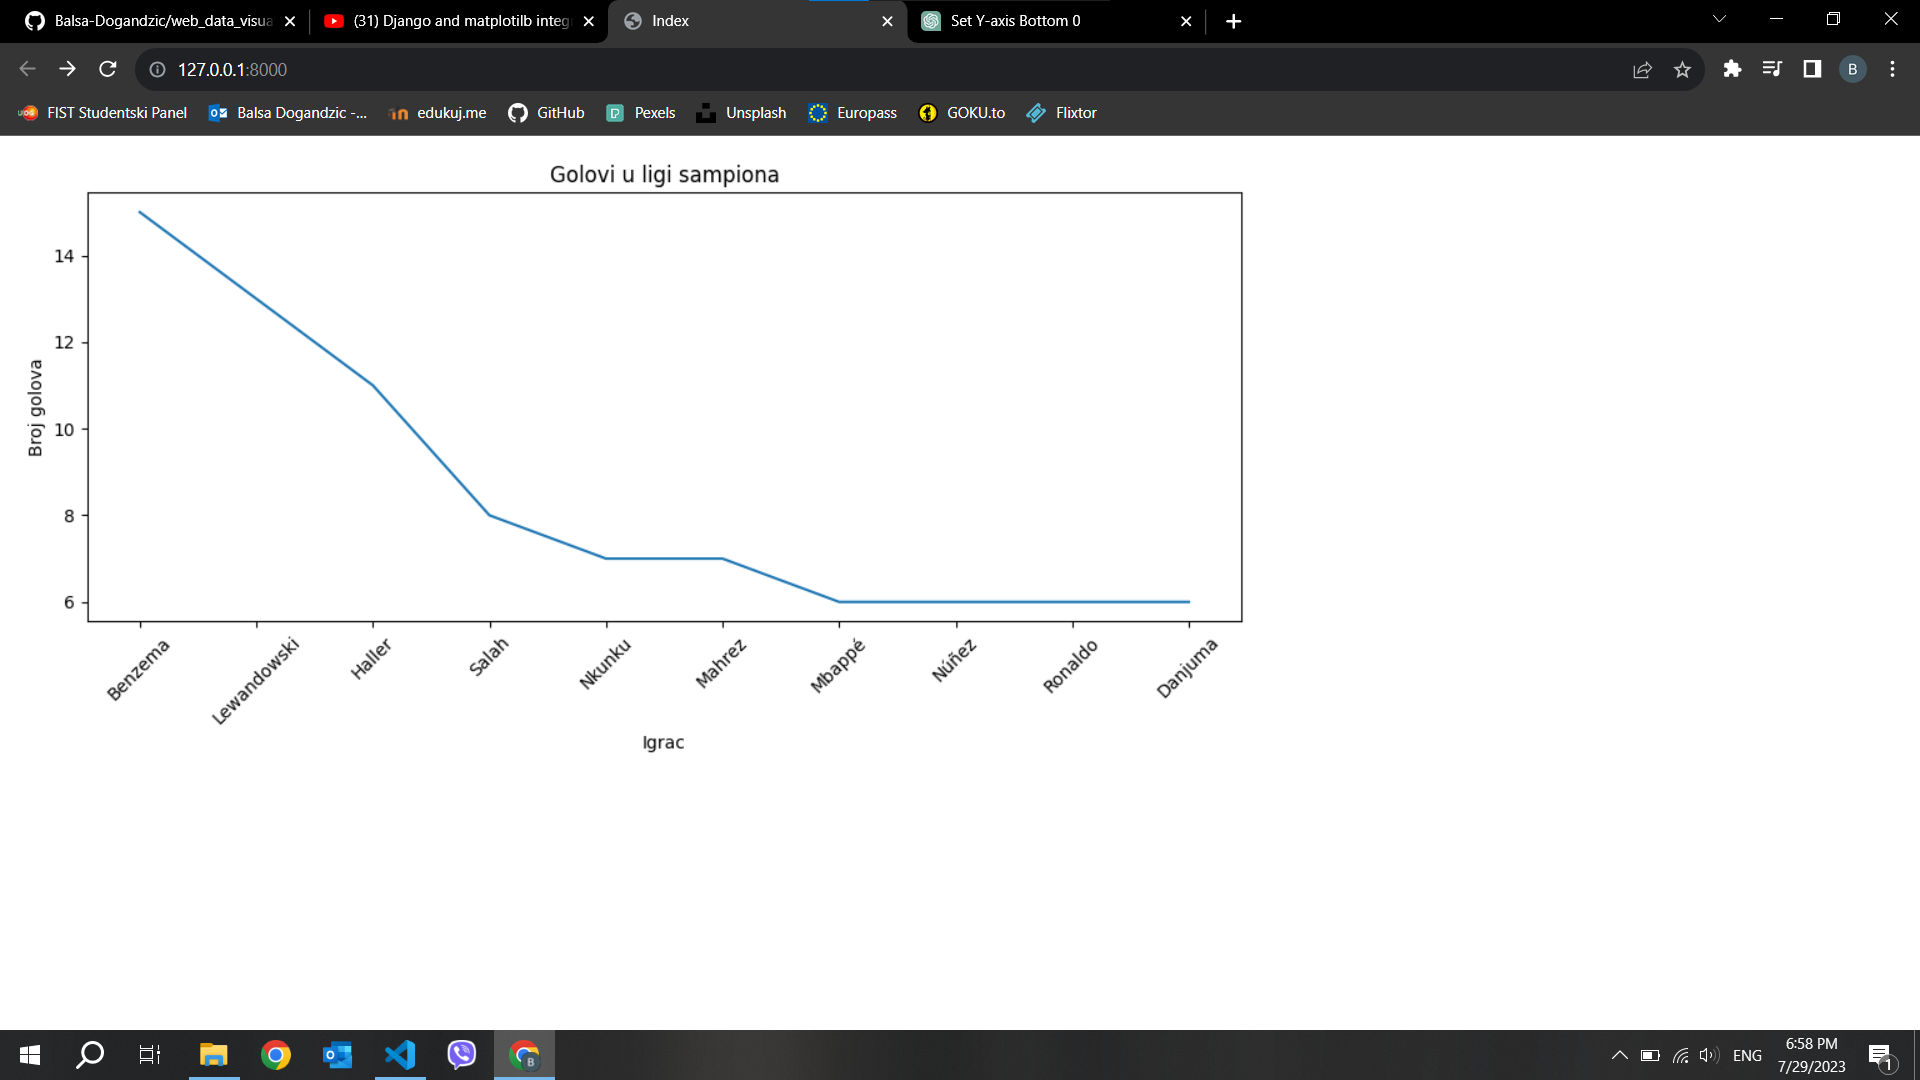 Balsa-Dogandzic/web_data_visua
(31) Django and matplotilb integ
Index
Set Y-axis Bottom 0
127.0.0.1:8000
B
FIST Studentski Panel
Balsa Dogandzic -...
edukuj.me
GitHub
Pexels
Unsplash
Europass
GOKU.to
Flixtor
Golovi u ligi sampiona
14
12
10
8
6
Broj golova
Benzema
Lewandowski
Haller
Salah
Nkunku
Mahrez
Mbappé
Núñez
Ronaldo
Danjuma
Igrac
B
ENG
6:58 PM
7/29/2023
1